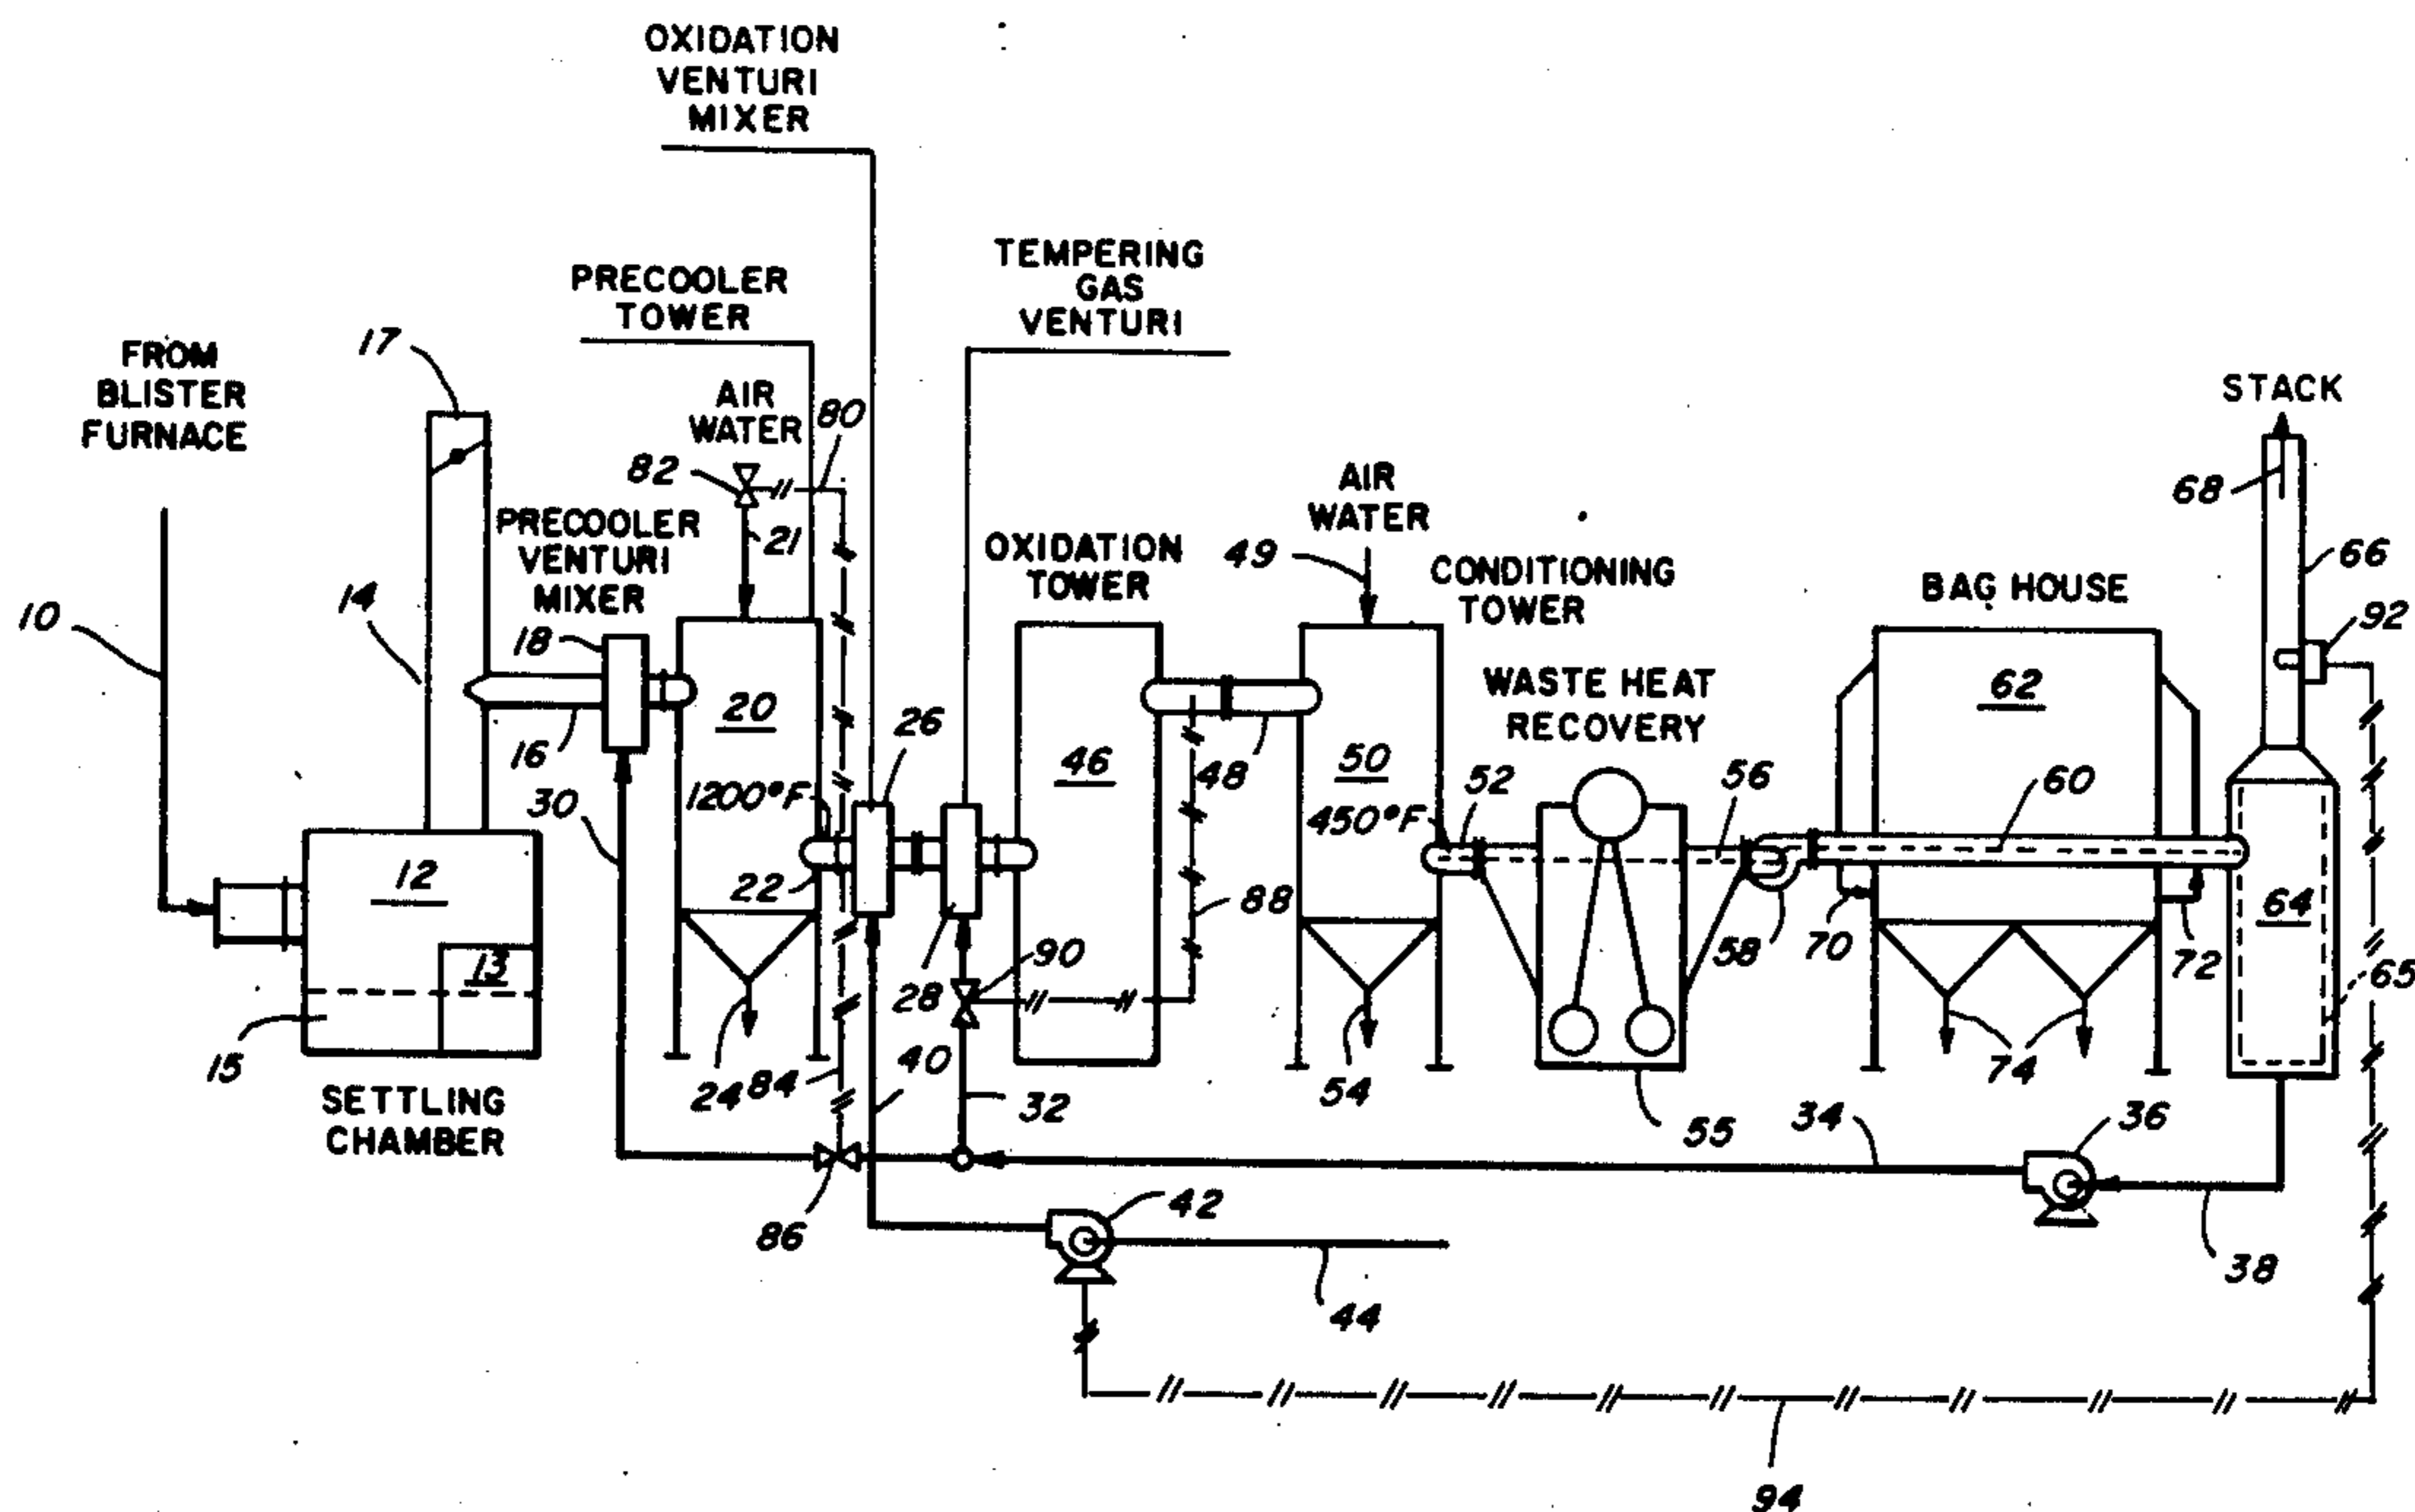 OXIDATION
VENTURI
MIXER
TEMPERING
GAS
VENTURI
PRECOOLER
TOWER
FROM
BLISTER
FURNACE
17
AIR
WATER
80
82
STACK
68
PRECOOLER
VENTURI
MIXER
21
AIR
WATER
49
OXIDATION
TOWER
CONDITIONING
TOWER
BAG HOUSE
66
92
10
14
18
20
26
16
46
48
50
WASTE HEAT
RECOVERY
62
30
1200°F
450°F
52
56
60
12
22
88
58
70
72
64
13
28
90
65
15
24
84
40
32
54
74
SETTLING
CHAMBER
55
34
36
86
42
38
44
94